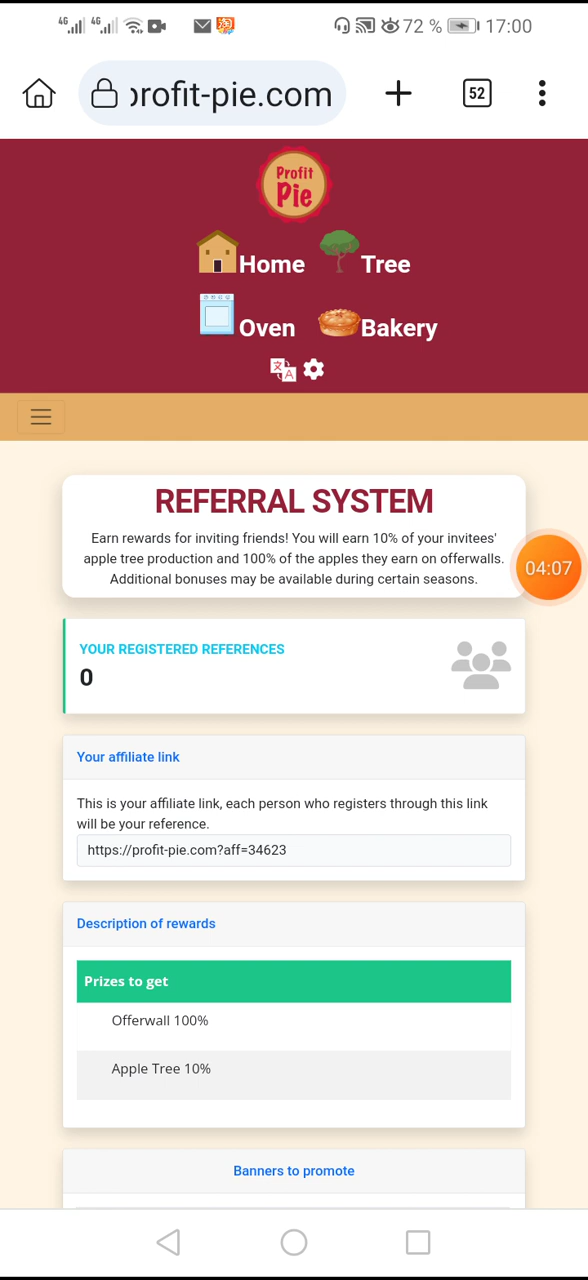 4G 4G 72 % 17:00
profit-pie.com 52
Profit
Pie
Home Tree
Oven Bakery
文 A
REFERRAL SYSTEM
Earn rewards for inviting friends! You will earn 10% of your invitees'
apple tree production and 100% of the apples they earn on offerwalls.
Additional bonuses may be available during certain seasons.
04:07
YOUR REGISTERED REFERENCES
0
Your affiliate link
This is your affiliate link, each person who registers through this link
will be your reference.
https://profit-pie.com?aff=34623
Description of rewards
Prizes to get
Offerwall 100%
Apple Tree 10%
Banners to promote